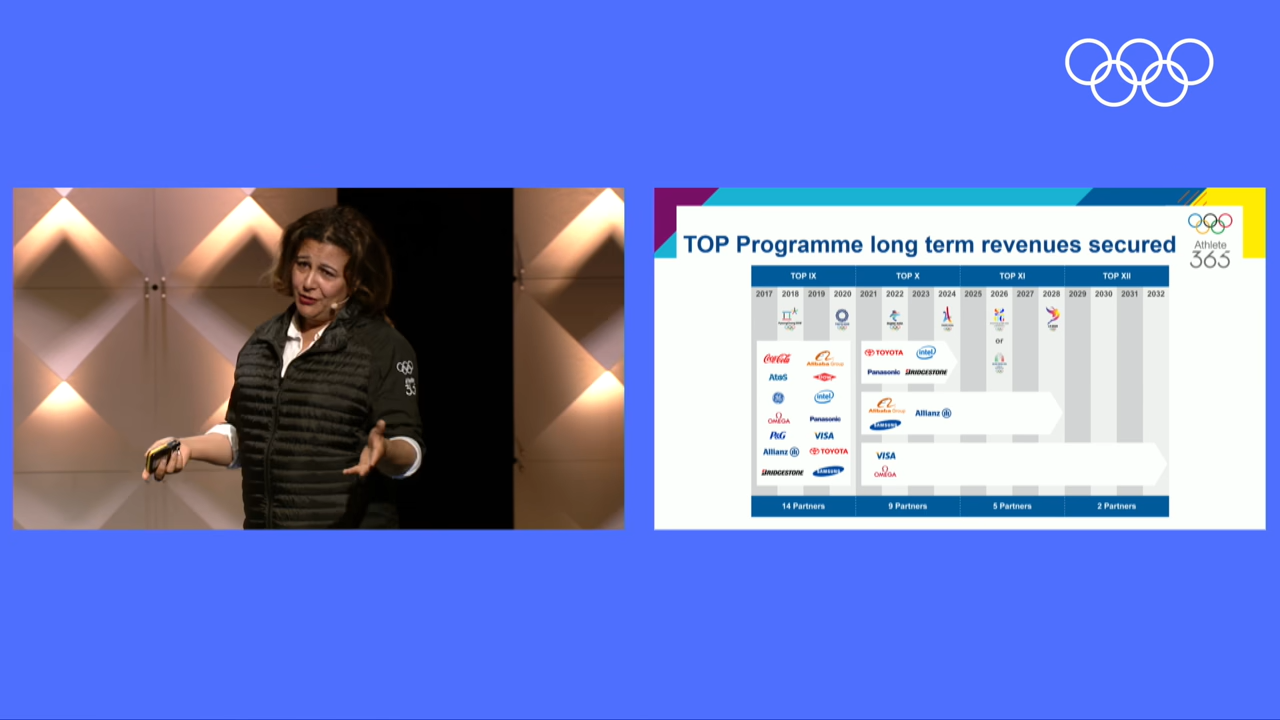 TOP Programme long term revenues secured
Athlete
365
TOP IX TOP X TOP XI TOP XII
2017 2018 2019 2020 2021 2022 2023 2024 2025 2026 2027 2028 2029 2030 2031 2032
or
Coca-Cola Alibaba Group
Atos DOW
GE intel
OMEGA Panasonic
P&G VISA
Allianz TOYOTA
BRIDGESTONE SAMSUNG
TOYOTA intel
Panasonic BRIDGESTONE
Alibaba Group Allianz
SAMSUNG
VISA
OMEGA
14 Partners 9 Partners 5 Partners 2 Partners